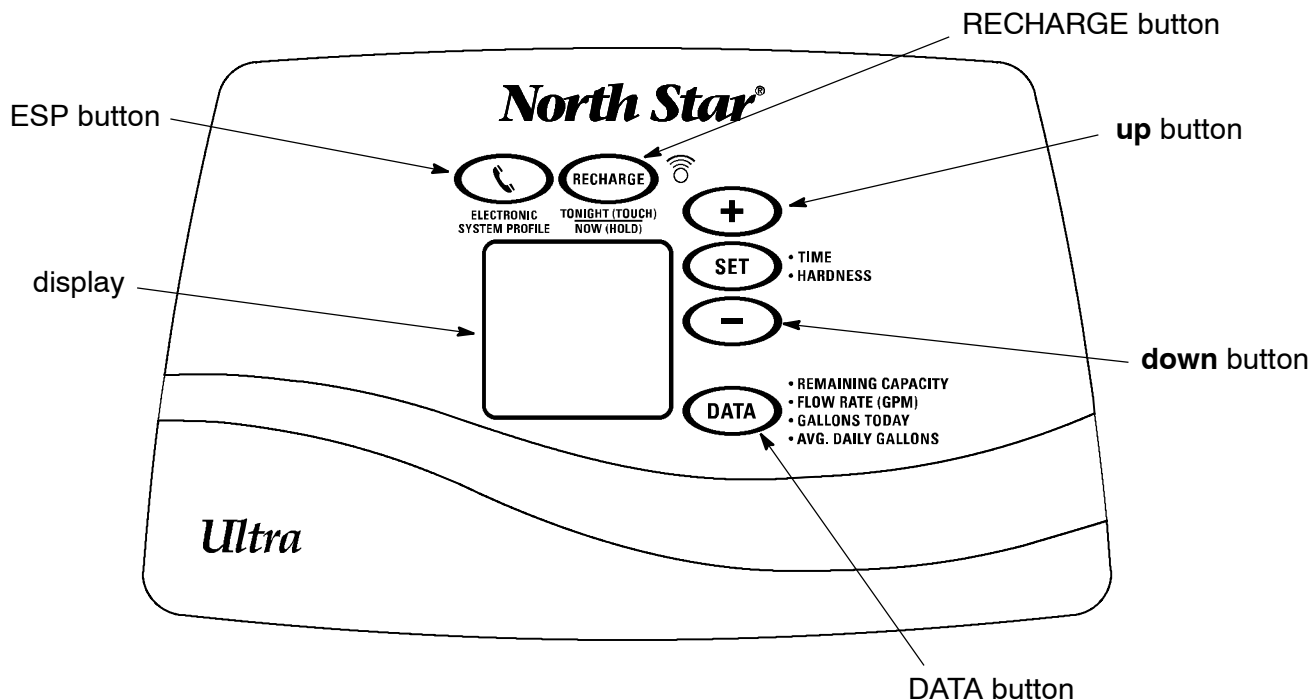 RECHARGE button
North Star®
ESP button
up button
RECHARGE
+
ELECTRONIC
SYSTEM PROFILE
TONIGHT (TOUCH)
NOW (HOLD)
SET
• TIME
• HARDNESS
display
−
down button
DATA
• REMAINING CAPACITY
• FLOW RATE (GPM)
• GALLONS TODAY
• AVG. DAILY GALLONS
Ultra
DATA button